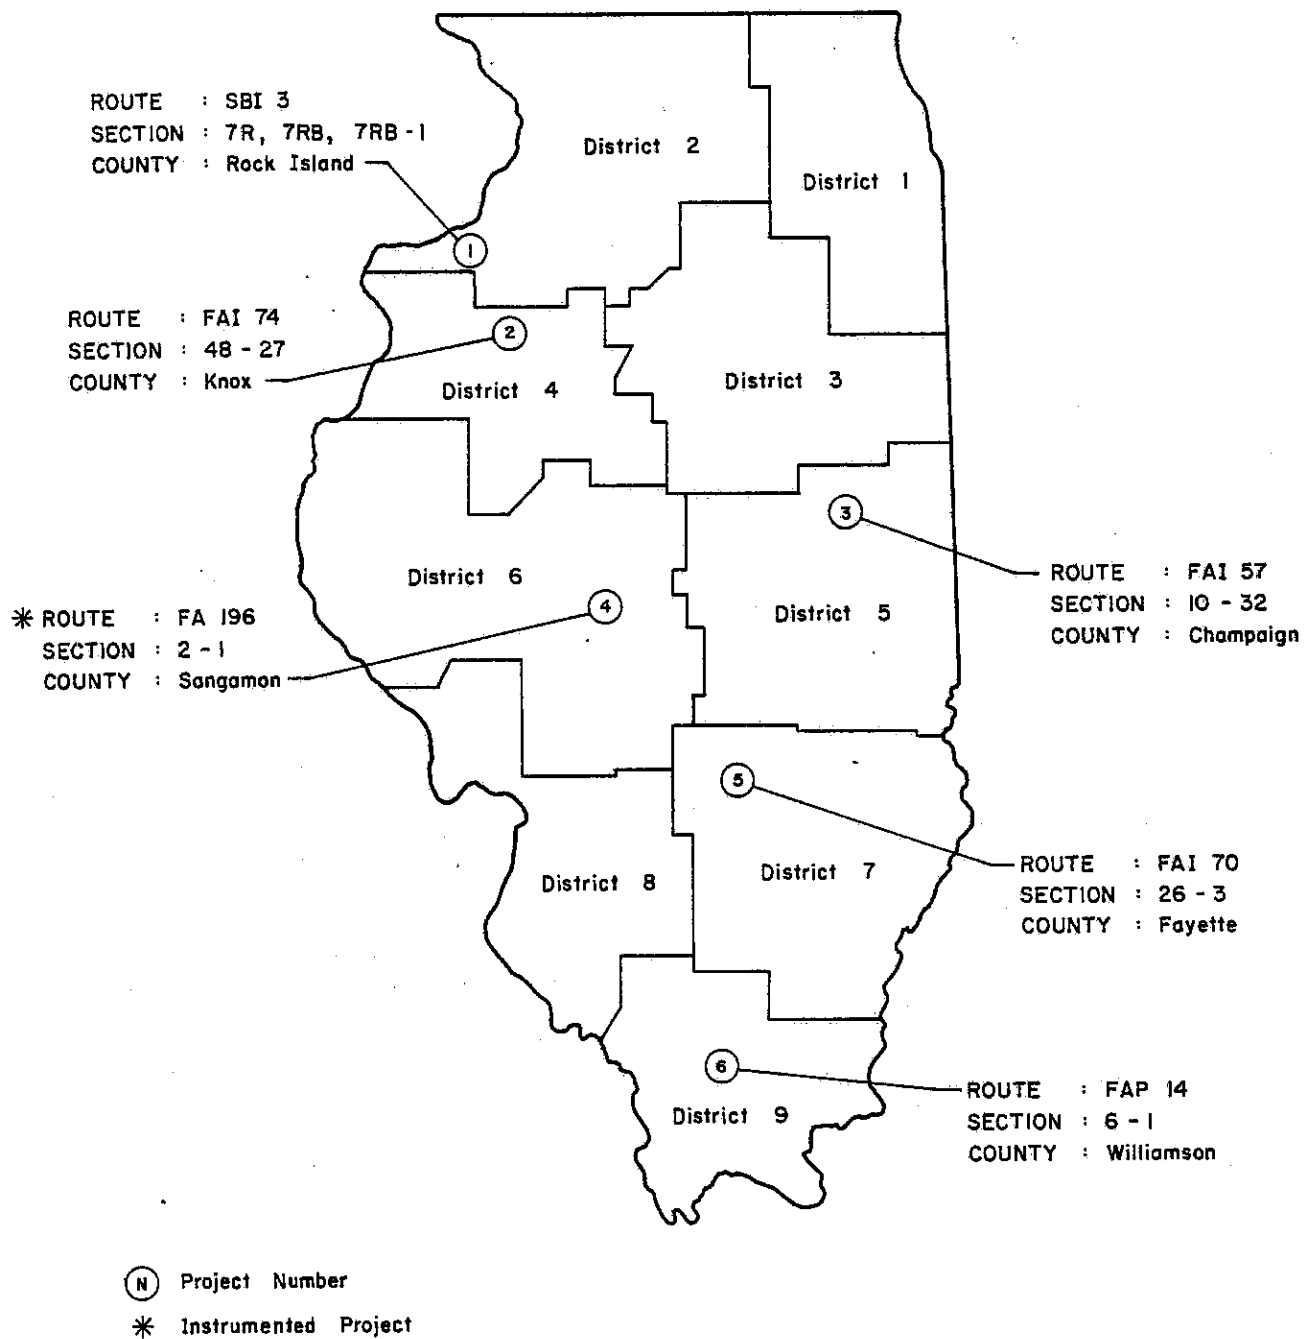 ROUTE : SBI 3
SECTION : 7R, 7RB, 7RB-1
COUNTY : Rock Island
District 2
District 1
1
ROUTE : FAI 74
SECTION : 48-27
COUNTY : Knox
2
District 4
District 3
3
District 6
ROUTE : FAI 57
SECTION : 10-32
COUNTY : Champaign
* ROUTE : FA 196
SECTION : 2-1
COUNTY : Sangamon
4
District 5
5
District 8
District 7
ROUTE : FAI 70
SECTION : 26-3
COUNTY : Fayette
6
District 9
ROUTE : FAP 14
SECTION : 6-1
COUNTY : Williamson
N Project Number
* Instrumented Project